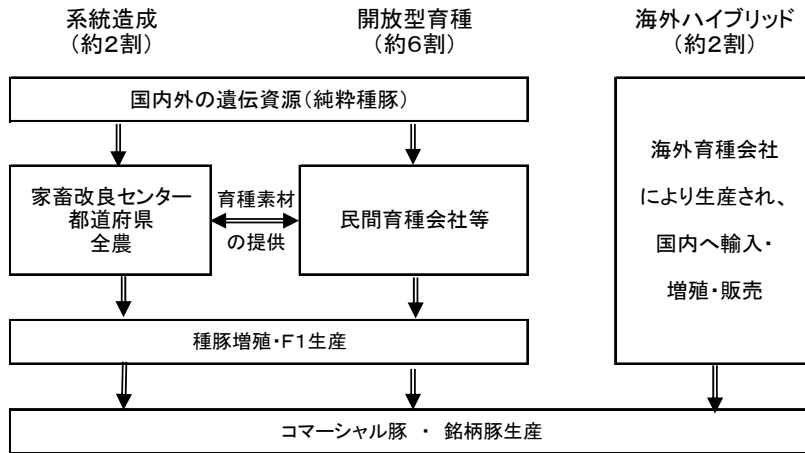 系統造成
(約2割)
開放型育種
(約6割)
海外ハイブリッド
(約2割)
国内外の遺伝資源(純粋種豚)
家畜改良センター
都道府県
全農
育種素材
の提供
民間育種会社等
海外育種会社
により生産され、
国内へ輸入・
増殖・販売
種豚増殖・F1生産
コマーシャル豚 ・ 銘柄豚生産